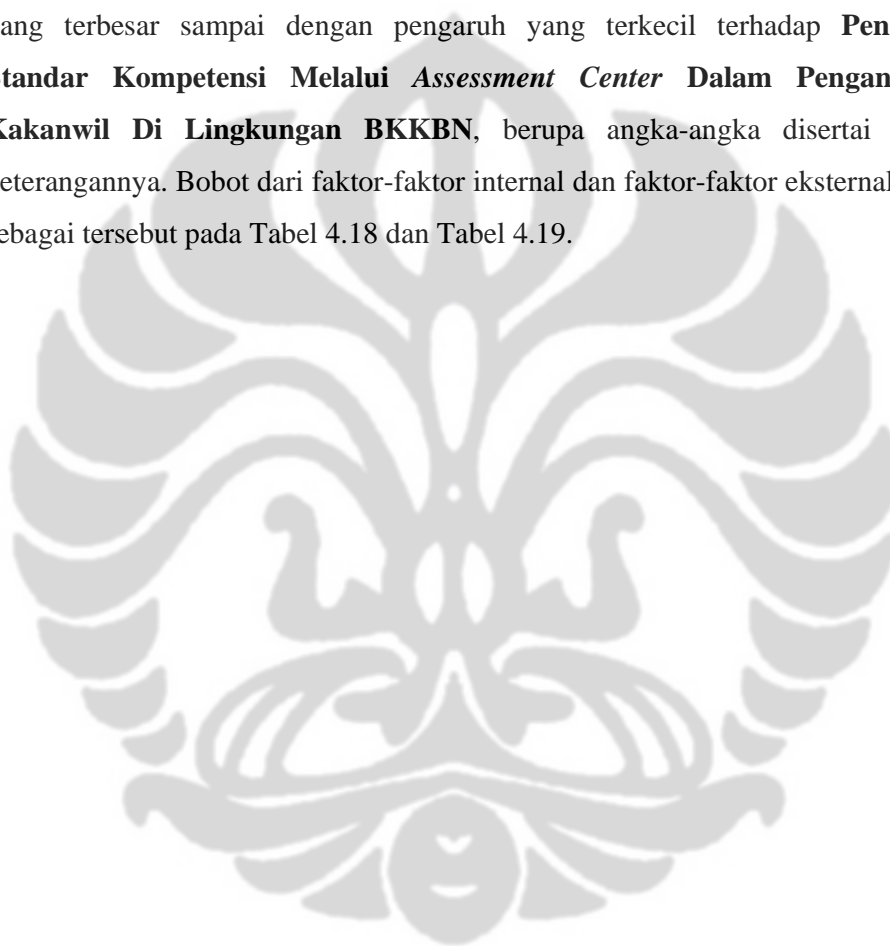 yang terbesar sampai dengan pengaruh yang terkecil terhadap Pen
Standar Kompetensi Melalui Assessment Center Dalam Pengan
Kakanwil Di Lingkungan BKKBN, berupa angka-angka disertai
keterangannya. Bobot dari faktor-faktor internal dan faktor-faktor eksternal
sebagai tersebut pada Tabel 4.18 dan Tabel 4.19.